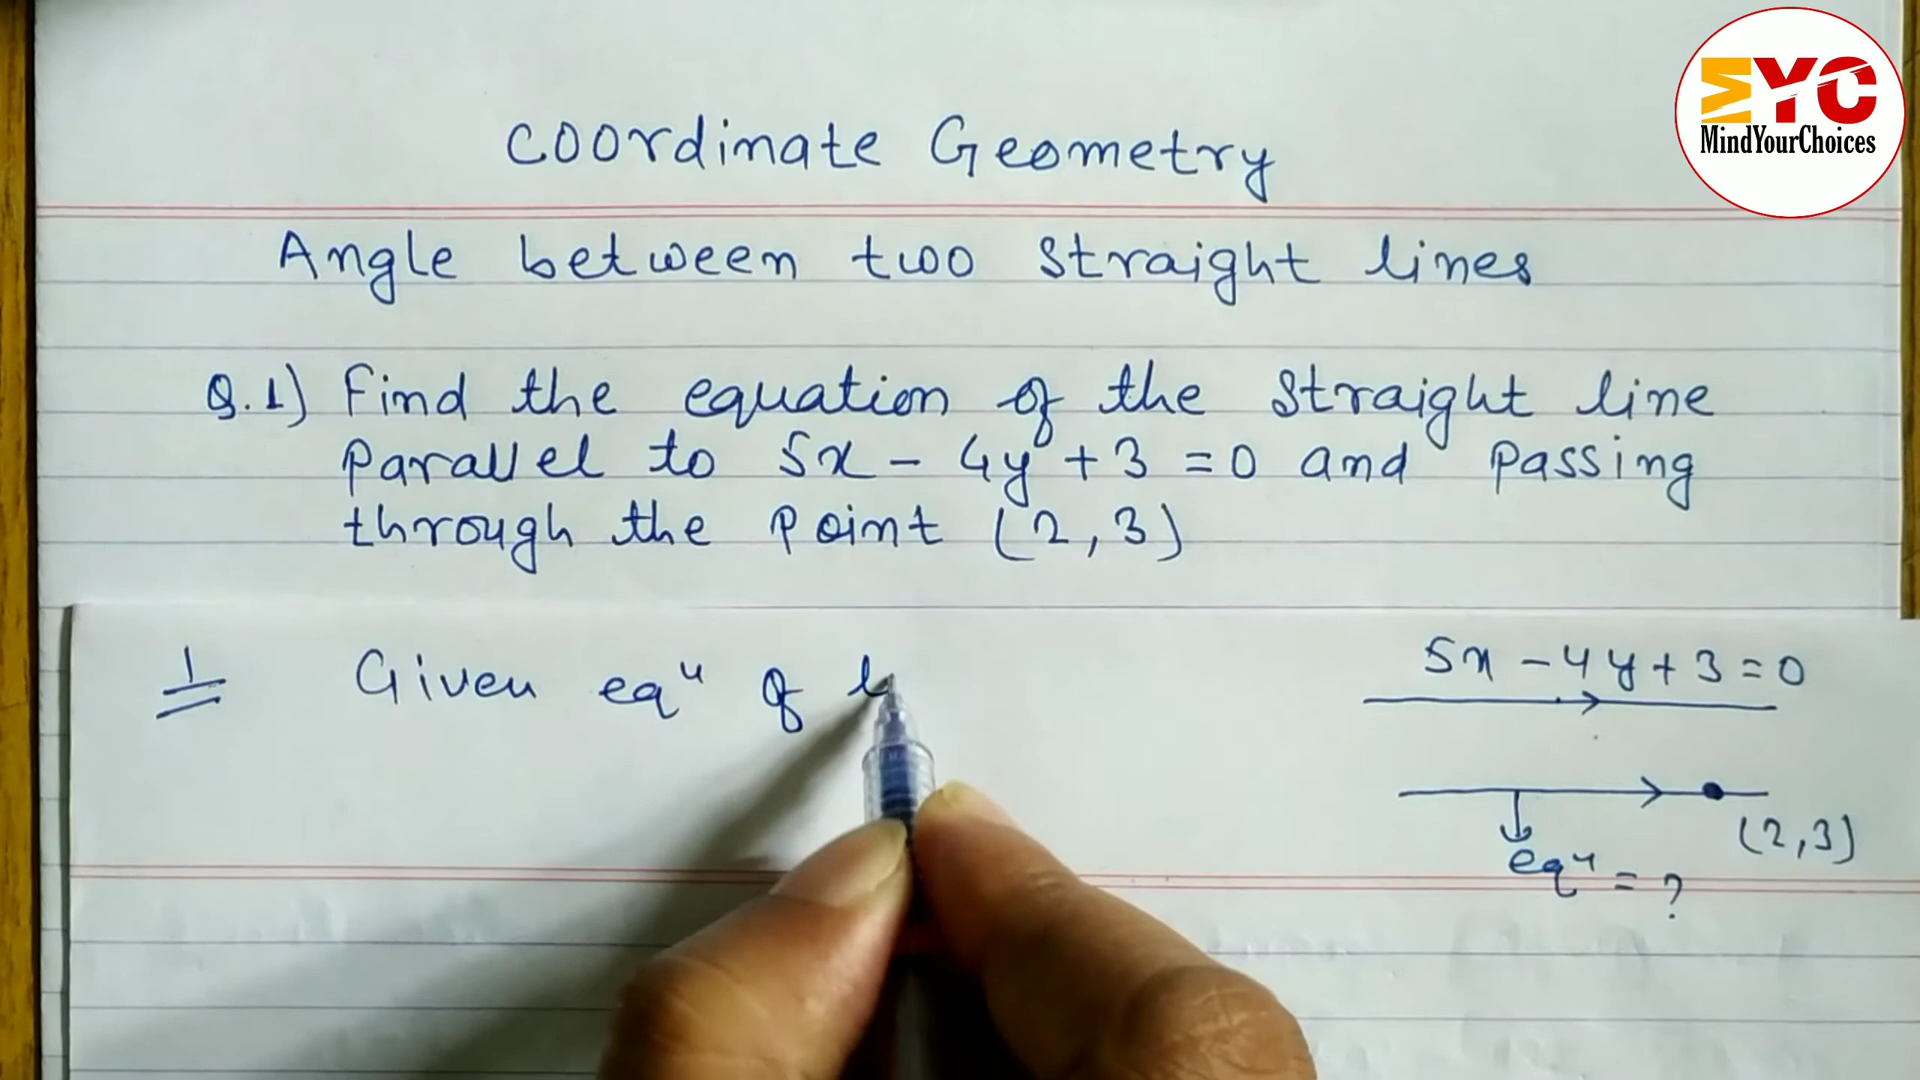 MYC
MindYourChoices
Coordinate Geometry
Angle between two straight lines
Q.1) Find the equation of the straight line
parallel to 5x - 4y + 3 = 0 and passing
through the point (2, 3)
1 Given eqⁿ of
5x - 4y + 3 = 0
(2, 3)
eqⁿ = ?